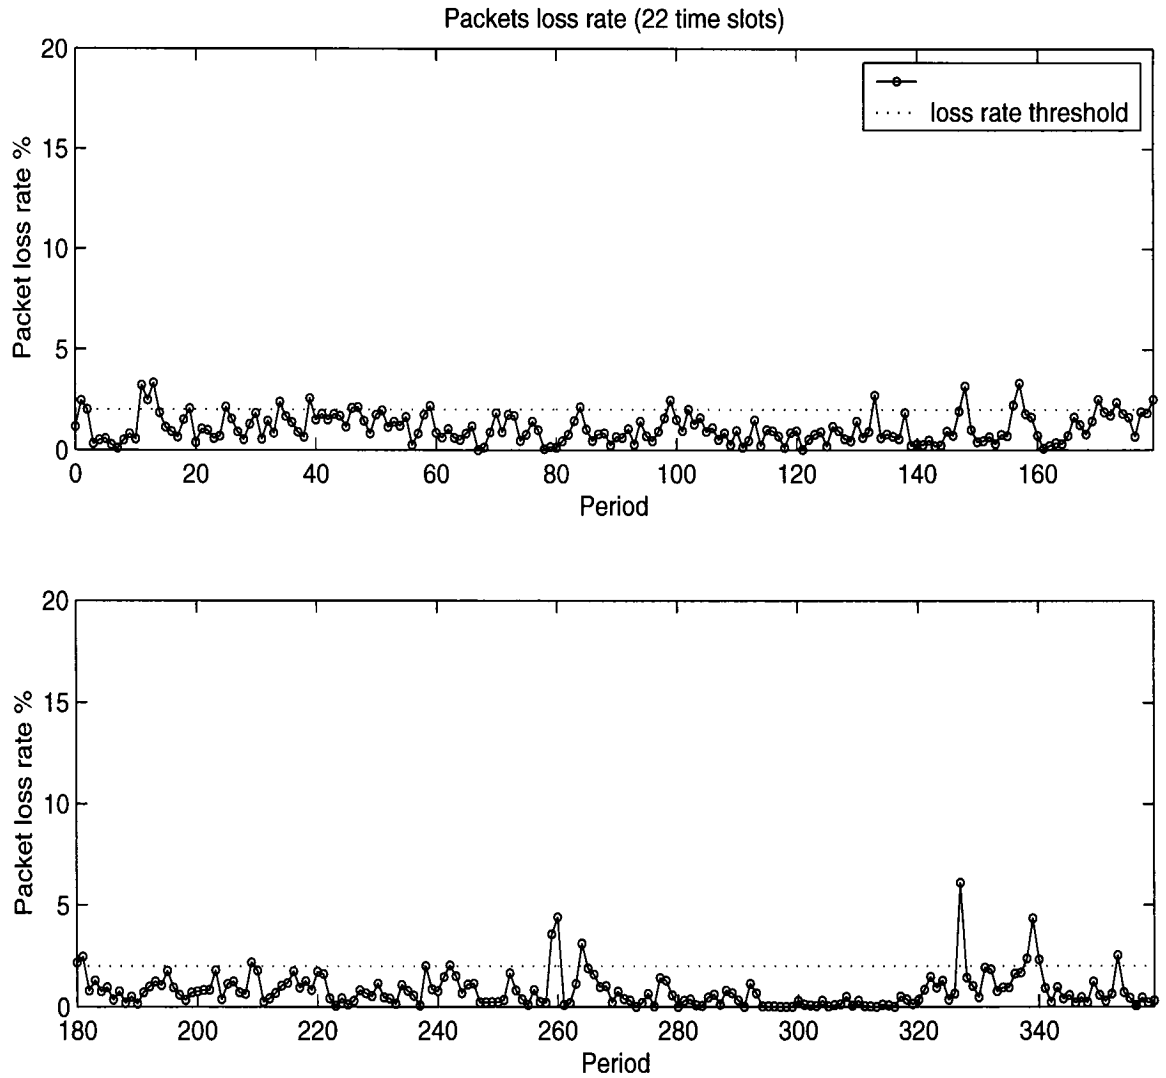 Packets loss rate (22 time slots)
20
15
10
5
0
Packet loss rate %
loss rate threshold
0 20 40 60 80 100 120 140 160
Period
20
15
10
5
0
Packet loss rate %
180 200 220 240 260 280 300 320 340
Period